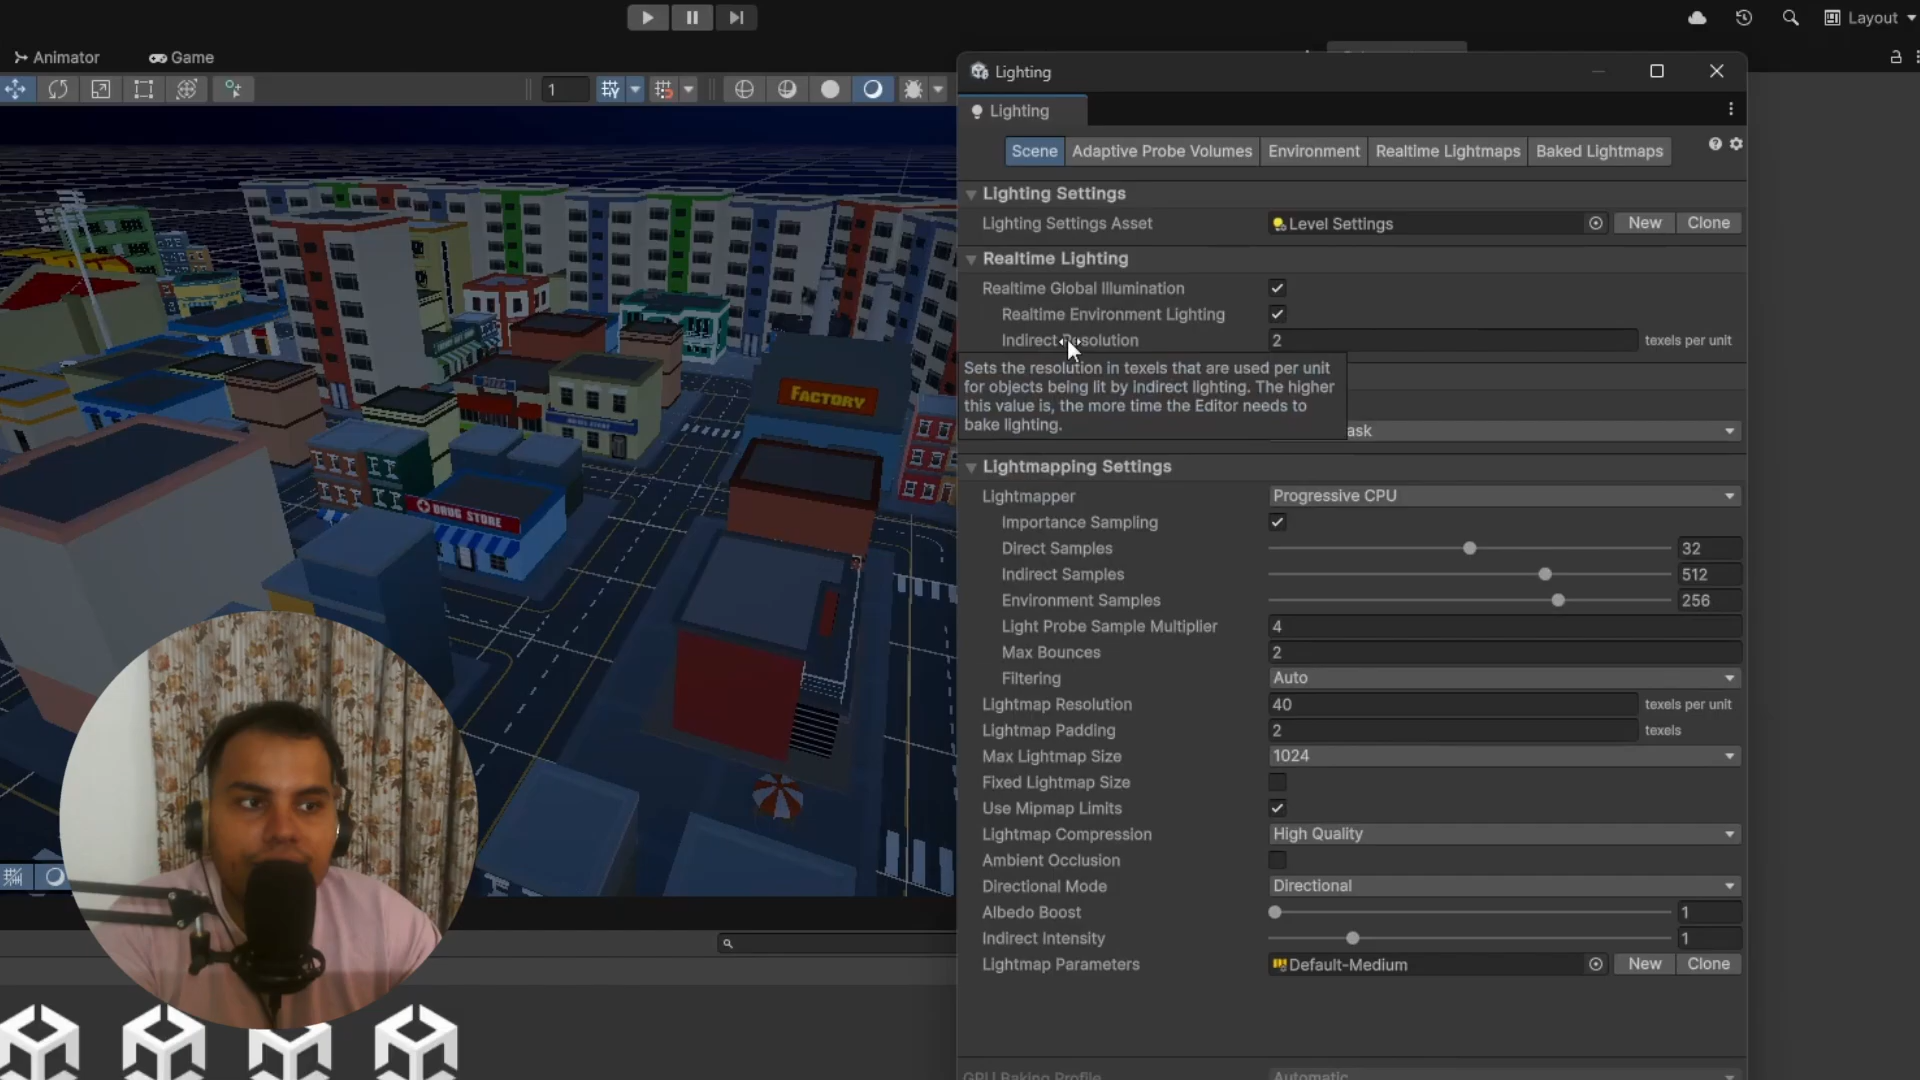 Layout
Animator
Game
1
Lighting
Lighting
Scene
Adaptive Probe Volumes
Environment
Realtime Lightmaps
Baked Lightmaps
Lighting Settings
Lighting Settings Asset
Level Settings
New
Clone
Realtime Lighting
Realtime Global Illumination
Realtime Environment Lighting
Indirect Resolution
2
texels per unit
Sets the resolution in texels that are used per unit
for objects being lit by indirect lighting. The higher
this value is, the more time the Editor needs to
bake lighting.
ask
Lightmapping Settings
Lightmapper
Progressive CPU
Importance Sampling
Direct Samples
32
Indirect Samples
512
Environment Samples
256
Light Probe Sample Multiplier
4
Max Bounces
2
Filtering
Auto
Lightmap Resolution
40
texels per unit
Lightmap Padding
2
texels
Max Lightmap Size
1024
Fixed Lightmap Size
Use Mipmap Limits
Lightmap Compression
High Quality
Ambient Occlusion
Directional Mode
Directional
Albedo Boost
1
Indirect Intensity
1
Lightmap Parameters
Default-Medium
New
Clone
GPU Baking Profile
Automatic
FACTORY
DRUG STORE